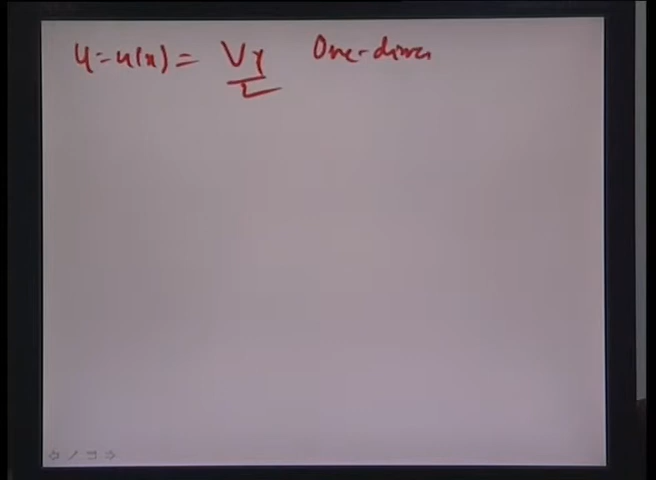 u = u(x) = Vy/L One-dimen